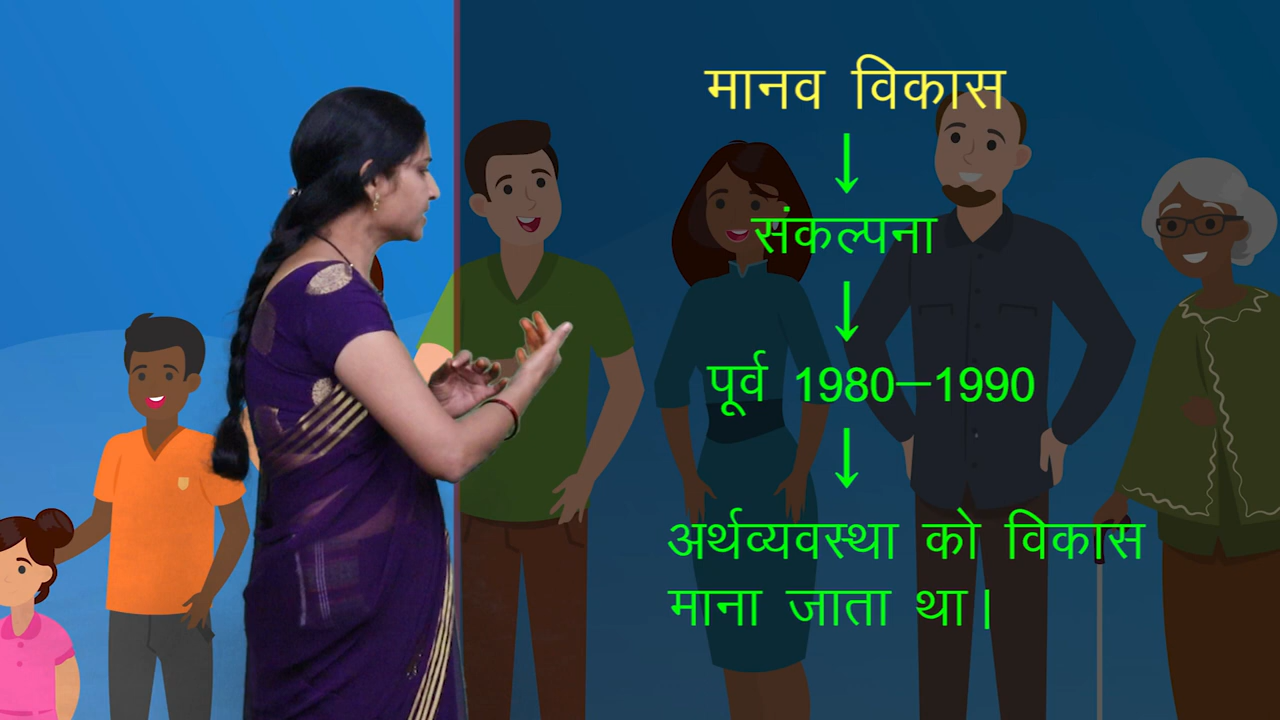 मानव विकास
↓
संकल्पना
↓
पूर्व 1980–1990
↓
अर्थव्यवस्था को विकास
माना जाता था।